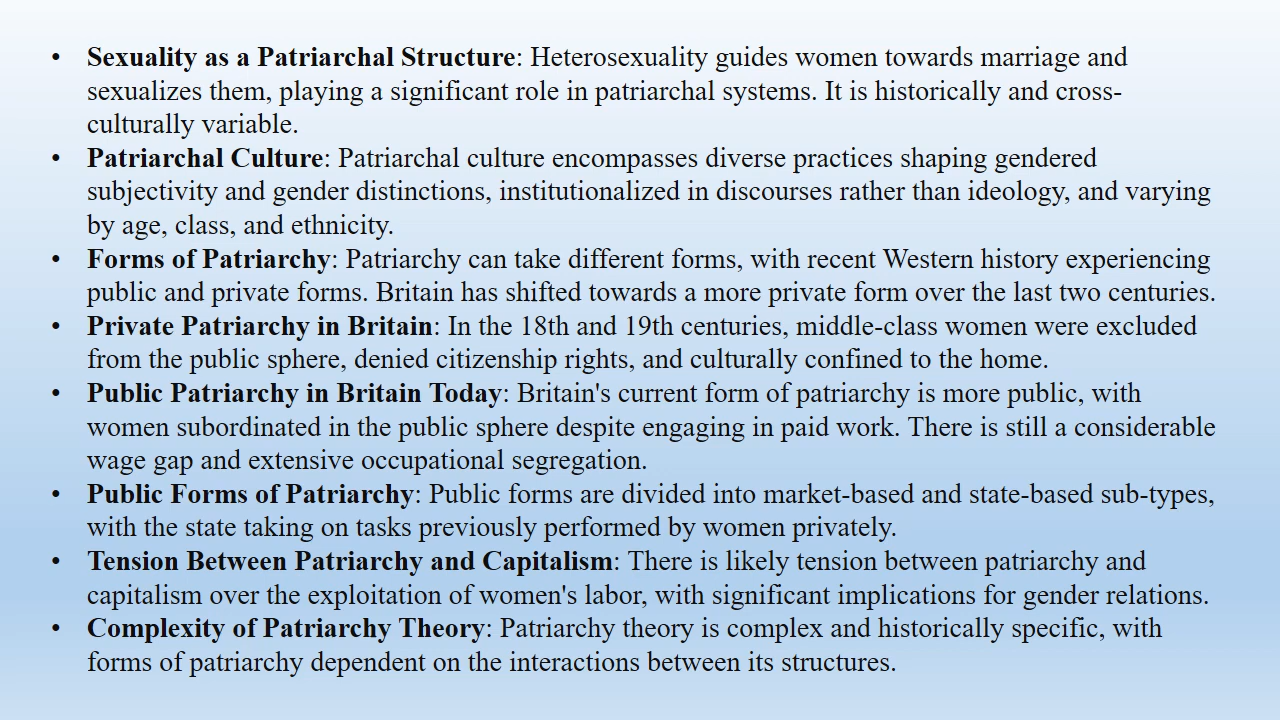 • Sexuality as a Patriarchal Structure: Heterosexuality guides women towards marriage and
sexualizes them, playing a significant role in patriarchal systems. It is historically and cross-
culturally variable.
• Patriarchal Culture: Patriarchal culture encompasses diverse practices shaping gendered
subjectivity and gender distinctions, institutionalized in discourses rather than ideology, and varying
by age, class, and ethnicity.
• Forms of Patriarchy: Patriarchy can take different forms, with recent Western history experiencing
public and private forms. Britain has shifted towards a more private form over the last two centuries.
• Private Patriarchy in Britain: In the 18th and 19th centuries, middle-class women were excluded
from the public sphere, denied citizenship rights, and culturally confined to the home.
• Public Patriarchy in Britain Today: Britain's current form of patriarchy is more public, with
women subordinated in the public sphere despite engaging in paid work. There is still a considerable
wage gap and extensive occupational segregation.
• Public Forms of Patriarchy: Public forms are divided into market-based and state-based sub-types,
with the state taking on tasks previously performed by women privately.
• Tension Between Patriarchy and Capitalism: There is likely tension between patriarchy and
capitalism over the exploitation of women's labor, with significant implications for gender relations.
• Complexity of Patriarchy Theory: Patriarchy theory is complex and historically specific, with
forms of patriarchy dependent on the interactions between its structures.